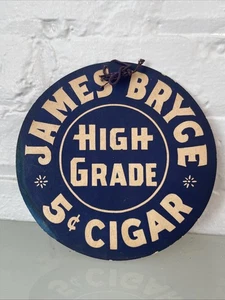 JAMES BRYCE
HIGH
GRADE
5¢ CIGAR